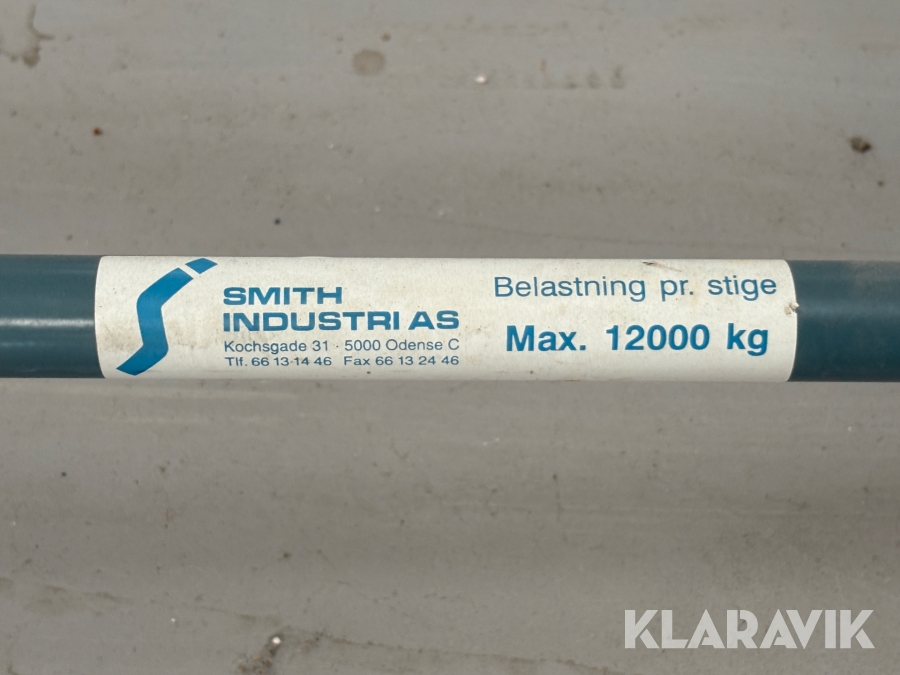 SMITH
INDUSTRI AS
Kochsgade 31 · 5000 Odense C
Tlf. 66 13 14 46 Fax 66 13 24 46
Belastning pr. stige
Max. 12000 kg
KLARAVIK